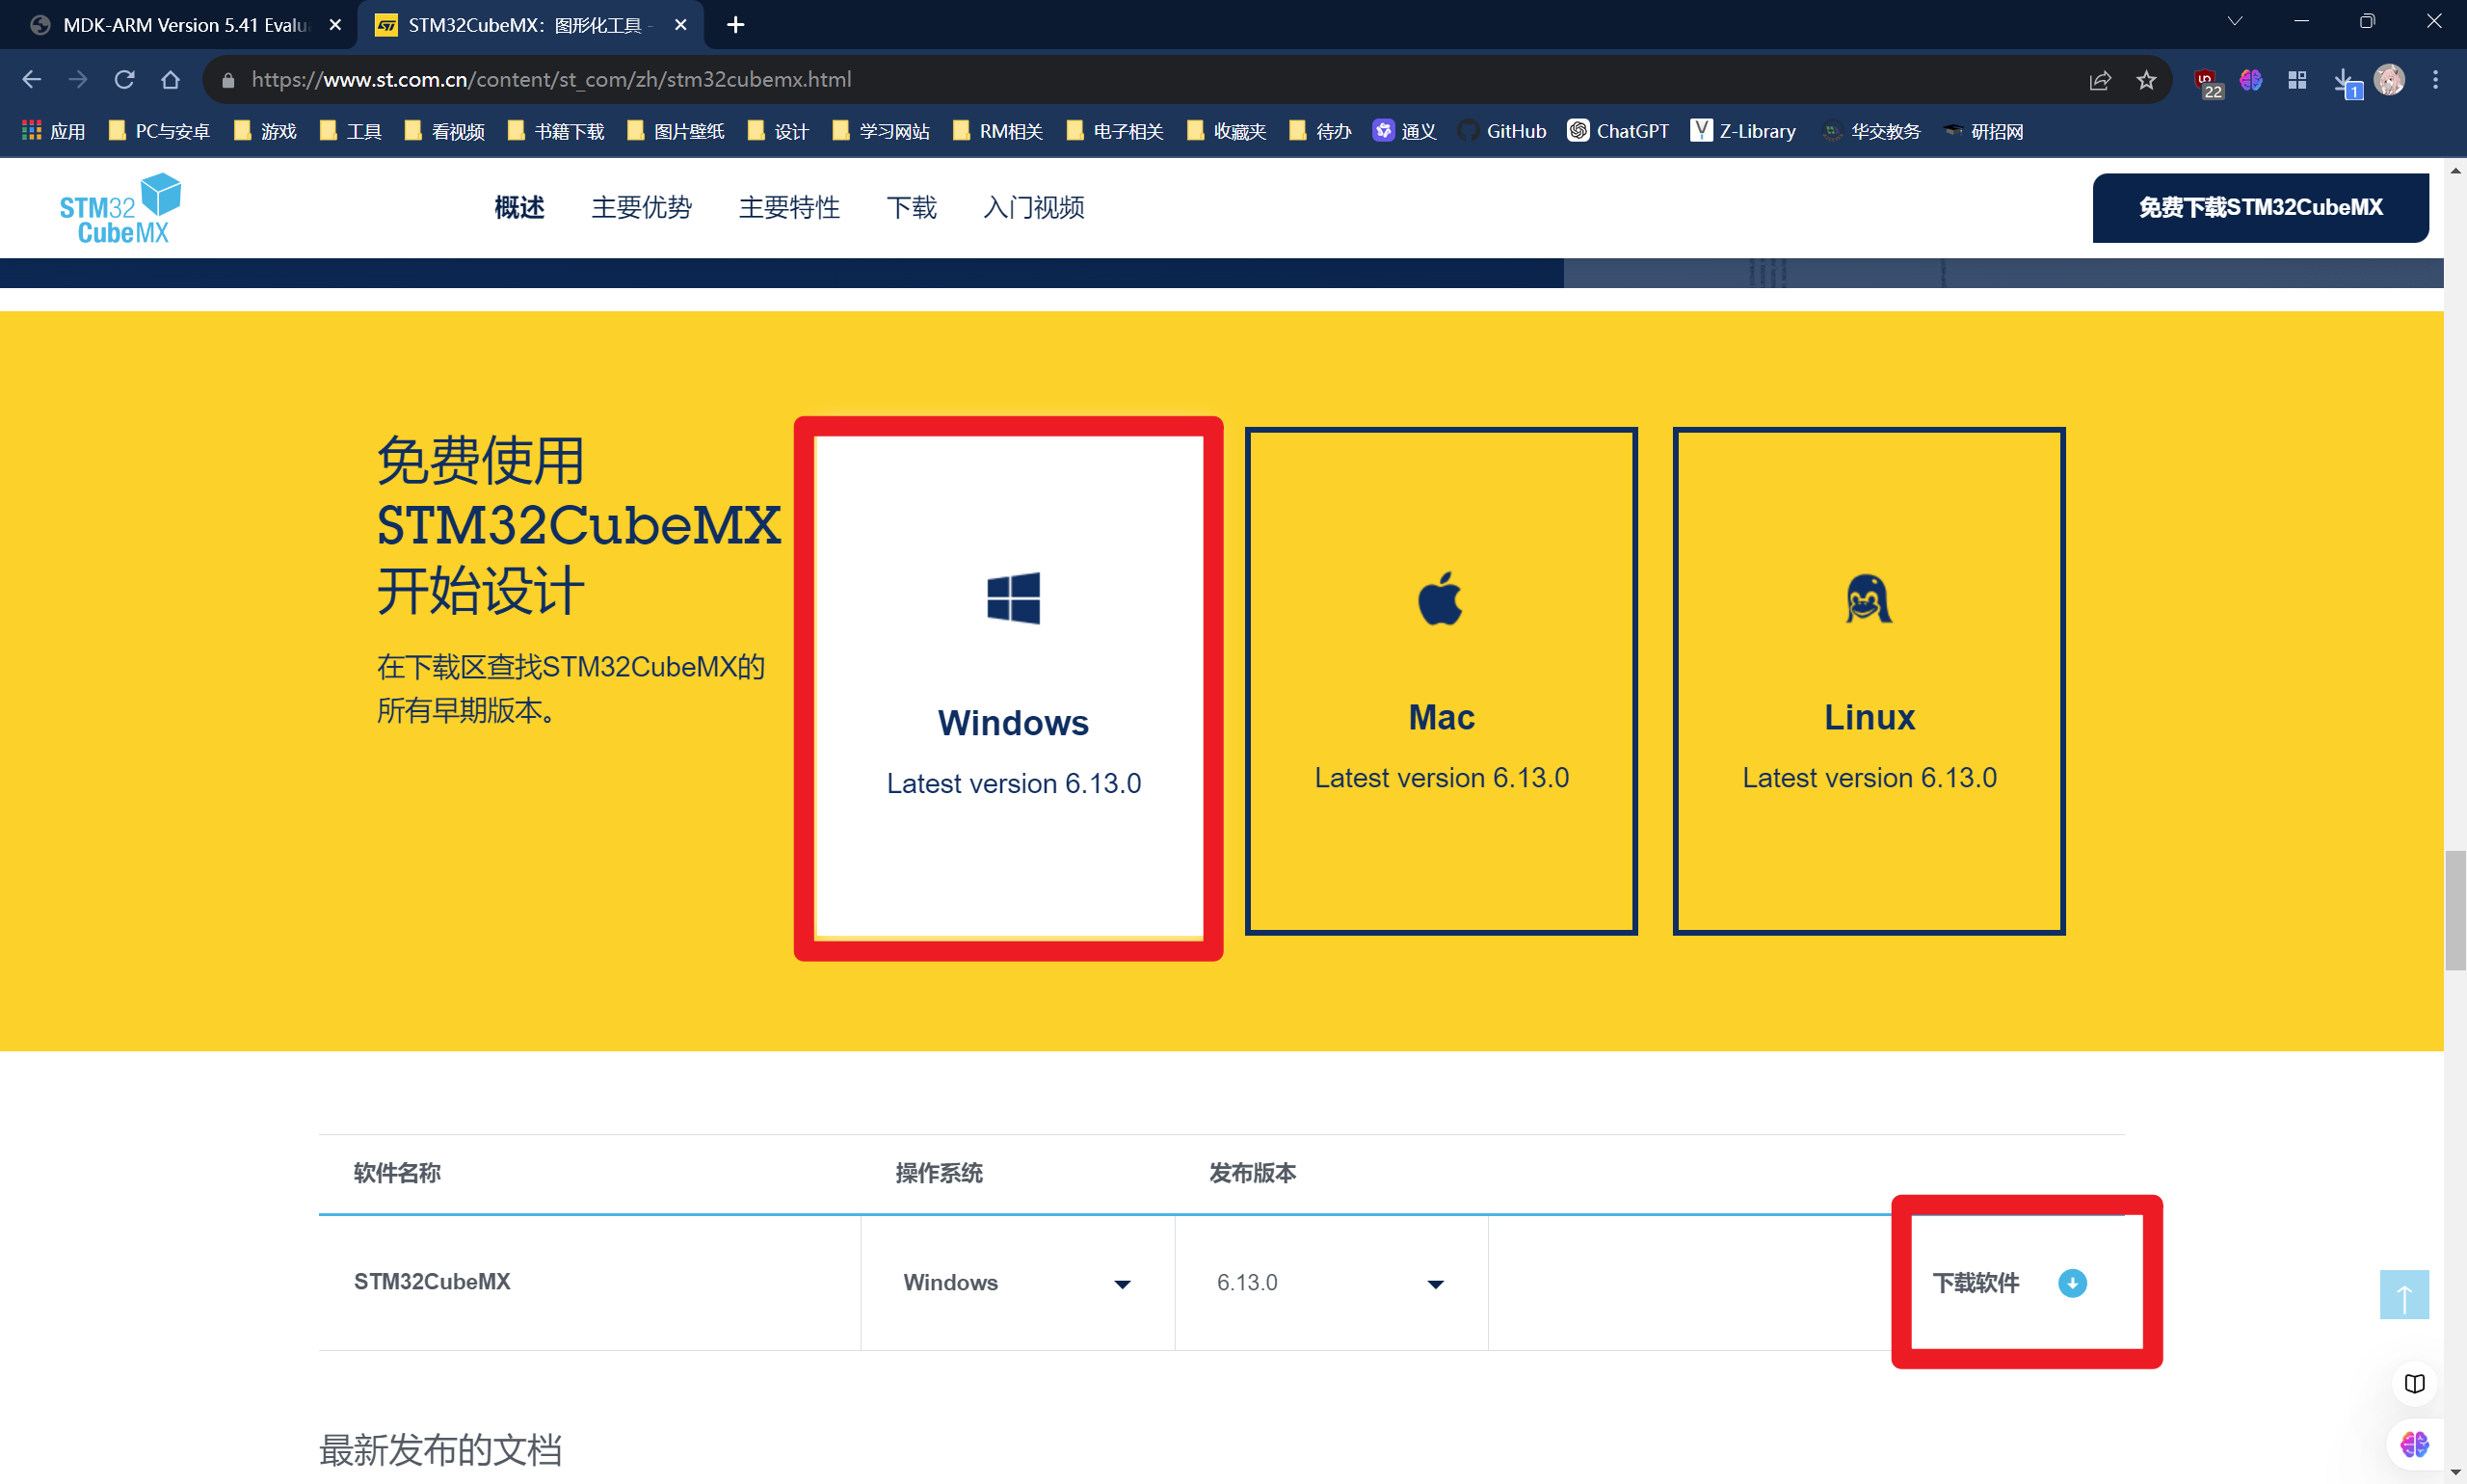 MDK-ARM Version 5.41 Evalu
STM32CubeMX：图形化工具 -
https://www.st.com.cn/content/st_com/zh/stm32cubemx.html
22
1
应用 PC与安卓 游戏 工具 看视频 书籍下载 图片壁纸 设计 学习网站 RM相关 电子相关 收藏夹 待办 通义 GitHub ChatGPT Z-Library 华交教务 研招网
STM32
CubeMX
概述 主要优势 主要特性 下载 入门视频
免费下载STM32CubeMX
免费使用
STM32CubeMX
开始设计
在下载区查找STM32CubeMX的
所有早期版本。
Windows
Latest version 6.13.0
Mac
Latest version 6.13.0
Linux
Latest version 6.13.0
软件名称 操作系统 发布版本
STM32CubeMX Windows 6.13.0 下载软件
最新发布的文档